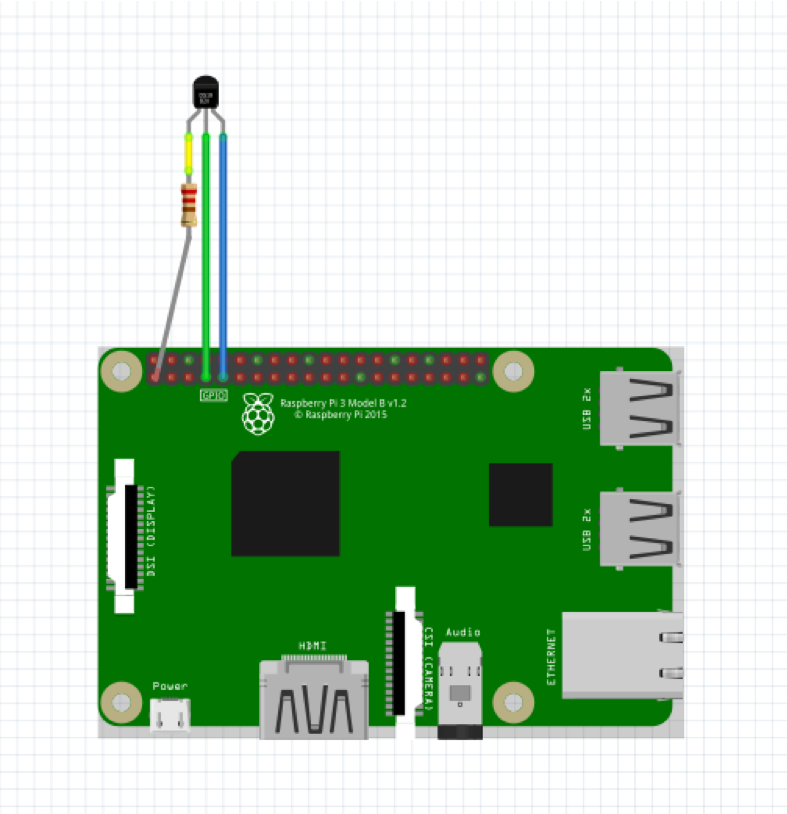 GPIO
Raspberry Pi 3 Model B v1.2
© Raspberry Pi 2015
USB 2x
USB 2x
DSI (DISPLAY)
HDMI
CSI (CAMERA)
Audio
ETHERNET
Power